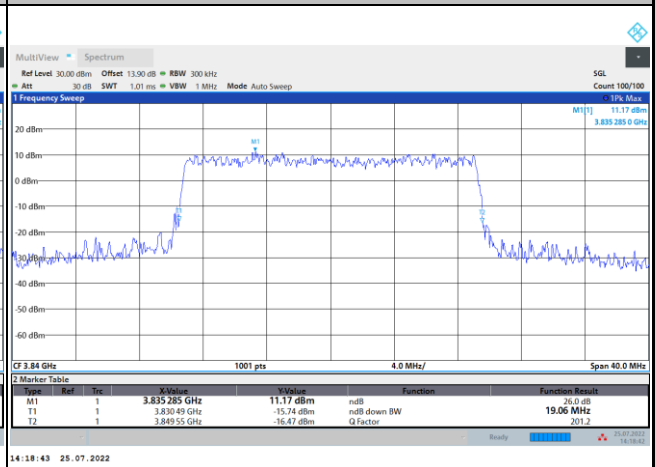 MultiView Spectrum
Ref Level 30.00 dBm Offset 13.90 dB RBW 300 kHz SGL
Att 30 dB SWT 1.01 ms VBW 1 MHz Mode Auto Sweep Count 100/100
1 Frequency Sweep 1Pk Max
M1[1] 11.17 dBm
3.835 285 0 GHz
20 dBm
M1
10 dBm
0 dBm
-10 dBm
-20 dBm
-30 dBm
-40 dBm
-50 dBm
-60 dBm
CF 3.84 GHz 1001 pts 4.0 MHz/ Span 40.0 MHz
2 Marker Table
Type Ref Trc X-Value Y-Value Function Function Result
M1 1 3.835 285 GHz 11.17 dBm ndB 26.0 dB
T1 1 3.830 49 GHz -15.74 dBm ndB down BW 19.06 MHz
T2 1 3.849 55 GHz -16.47 dBm Q Factor 201.2
Ready 25.07.2022
14:18:42
14:18:43 25.07.2022